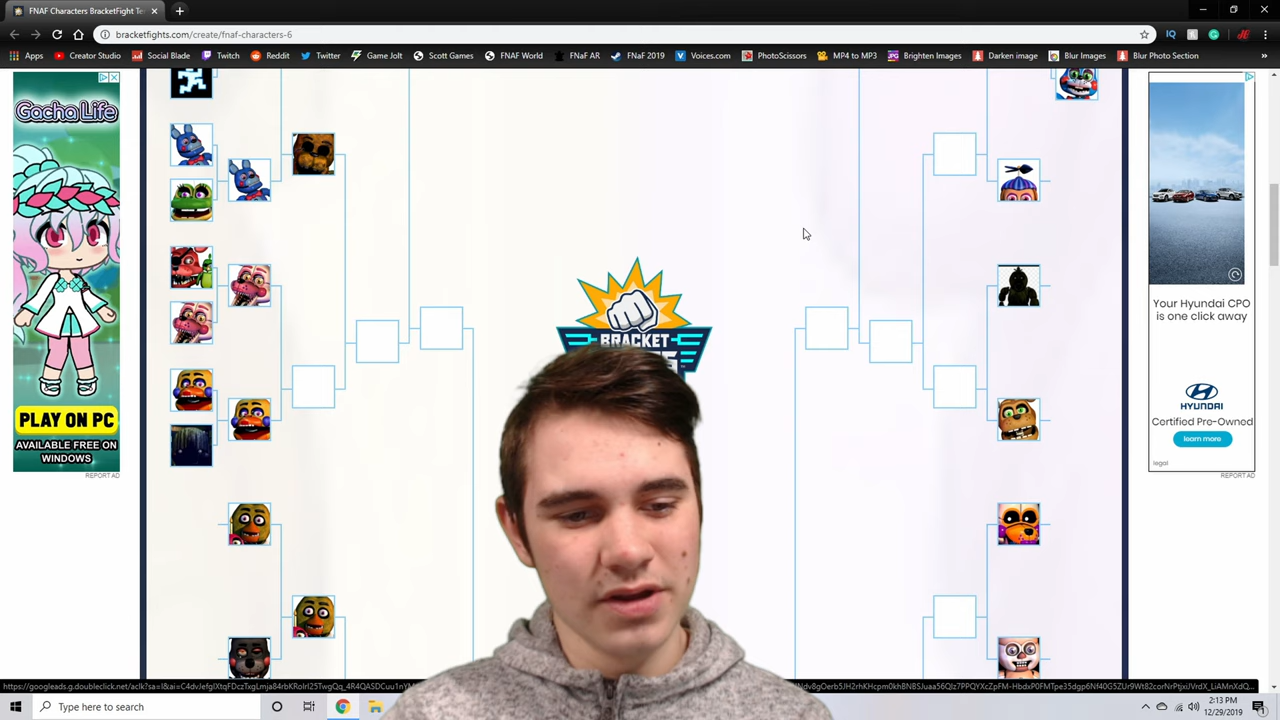 FNAF Characters BracketFight Te
bracketfights.com/create/fnaf-characters-6
Apps Creator Studio Social Blade Twitch Reddit Twitter Game Jolt Scott Games FNAF World FNaF AR FNaF 2019 Voices.com PhotoScissors MP4 to MP3 Brighten Images Darken image Blur Images Blur Photo Section
Gacha Life
PLAY ON PC
AVAILABLE FREE ON
WINDOWS
REPORT AD
BRACKET
Your Hyundai CPO
is one click away
HYUNDAI
Certified Pre-Owned
learn more
legal
REPORT AD
Type here to search
2:13 PM
12/29/2019